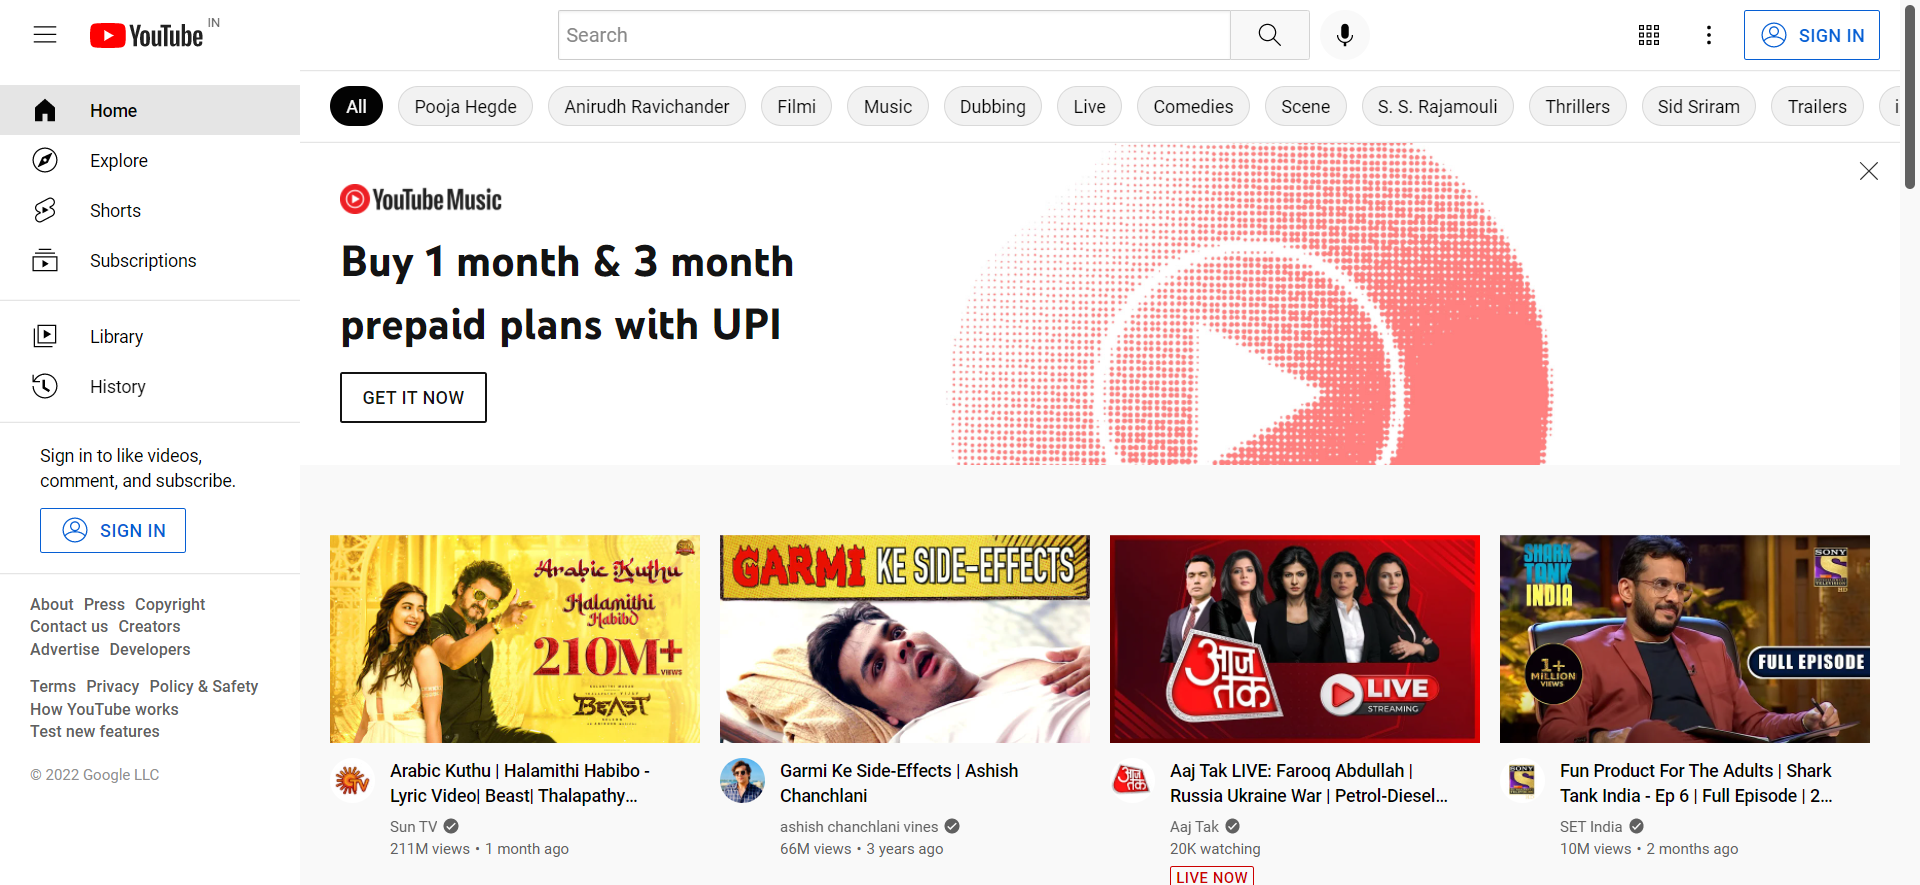 YouTube IN
Search
SIGN IN
Home
Explore
Shorts
Subscriptions
Library
History
Sign in to like videos,
comment, and subscribe.
SIGN IN
About Press Copyright
Contact us Creators
Advertise Developers
Terms Privacy Policy & Safety
How YouTube works
Test new features
© 2022 Google LLC
All Pooja Hegde Anirudh Ravichander Filmi Music Dubbing Live Comedies Scene S. S. Rajamouli Thrillers Sid Sriram Trailers i
YouTube Music
Buy 1 month & 3 month
prepaid plans with UPI
GET IT NOW
Arabic Kuthu
Halamithi
Habibo
210M+
VIEWS
BEAST
Arabic Kuthu | Halamithi Habibo -
Lyric Video| Beast| Thalapathy...
Sun TV
211M views • 1 month ago
GARMI KE SIDE-EFFECTS
Garmi Ke Side-Effects | Ashish
Chanchlani
ashish chanchlani vines
66M views • 3 years ago
आज
तक
LIVE
STREAMING
आज
तक
Aaj Tak LIVE: Farooq Abdullah |
Russia Ukraine War | Petrol-Diesel...
Aaj Tak
20K watching
LIVE NOW
SHARK
TANK
INDIA
SONY
HD
1+
MILLION
VIEWS
FULL EPISODE
SONY
Fun Product For The Adults | Shark
Tank India - Ep 6 | Full Episode | 2...
SET India
10M views • 2 months ago